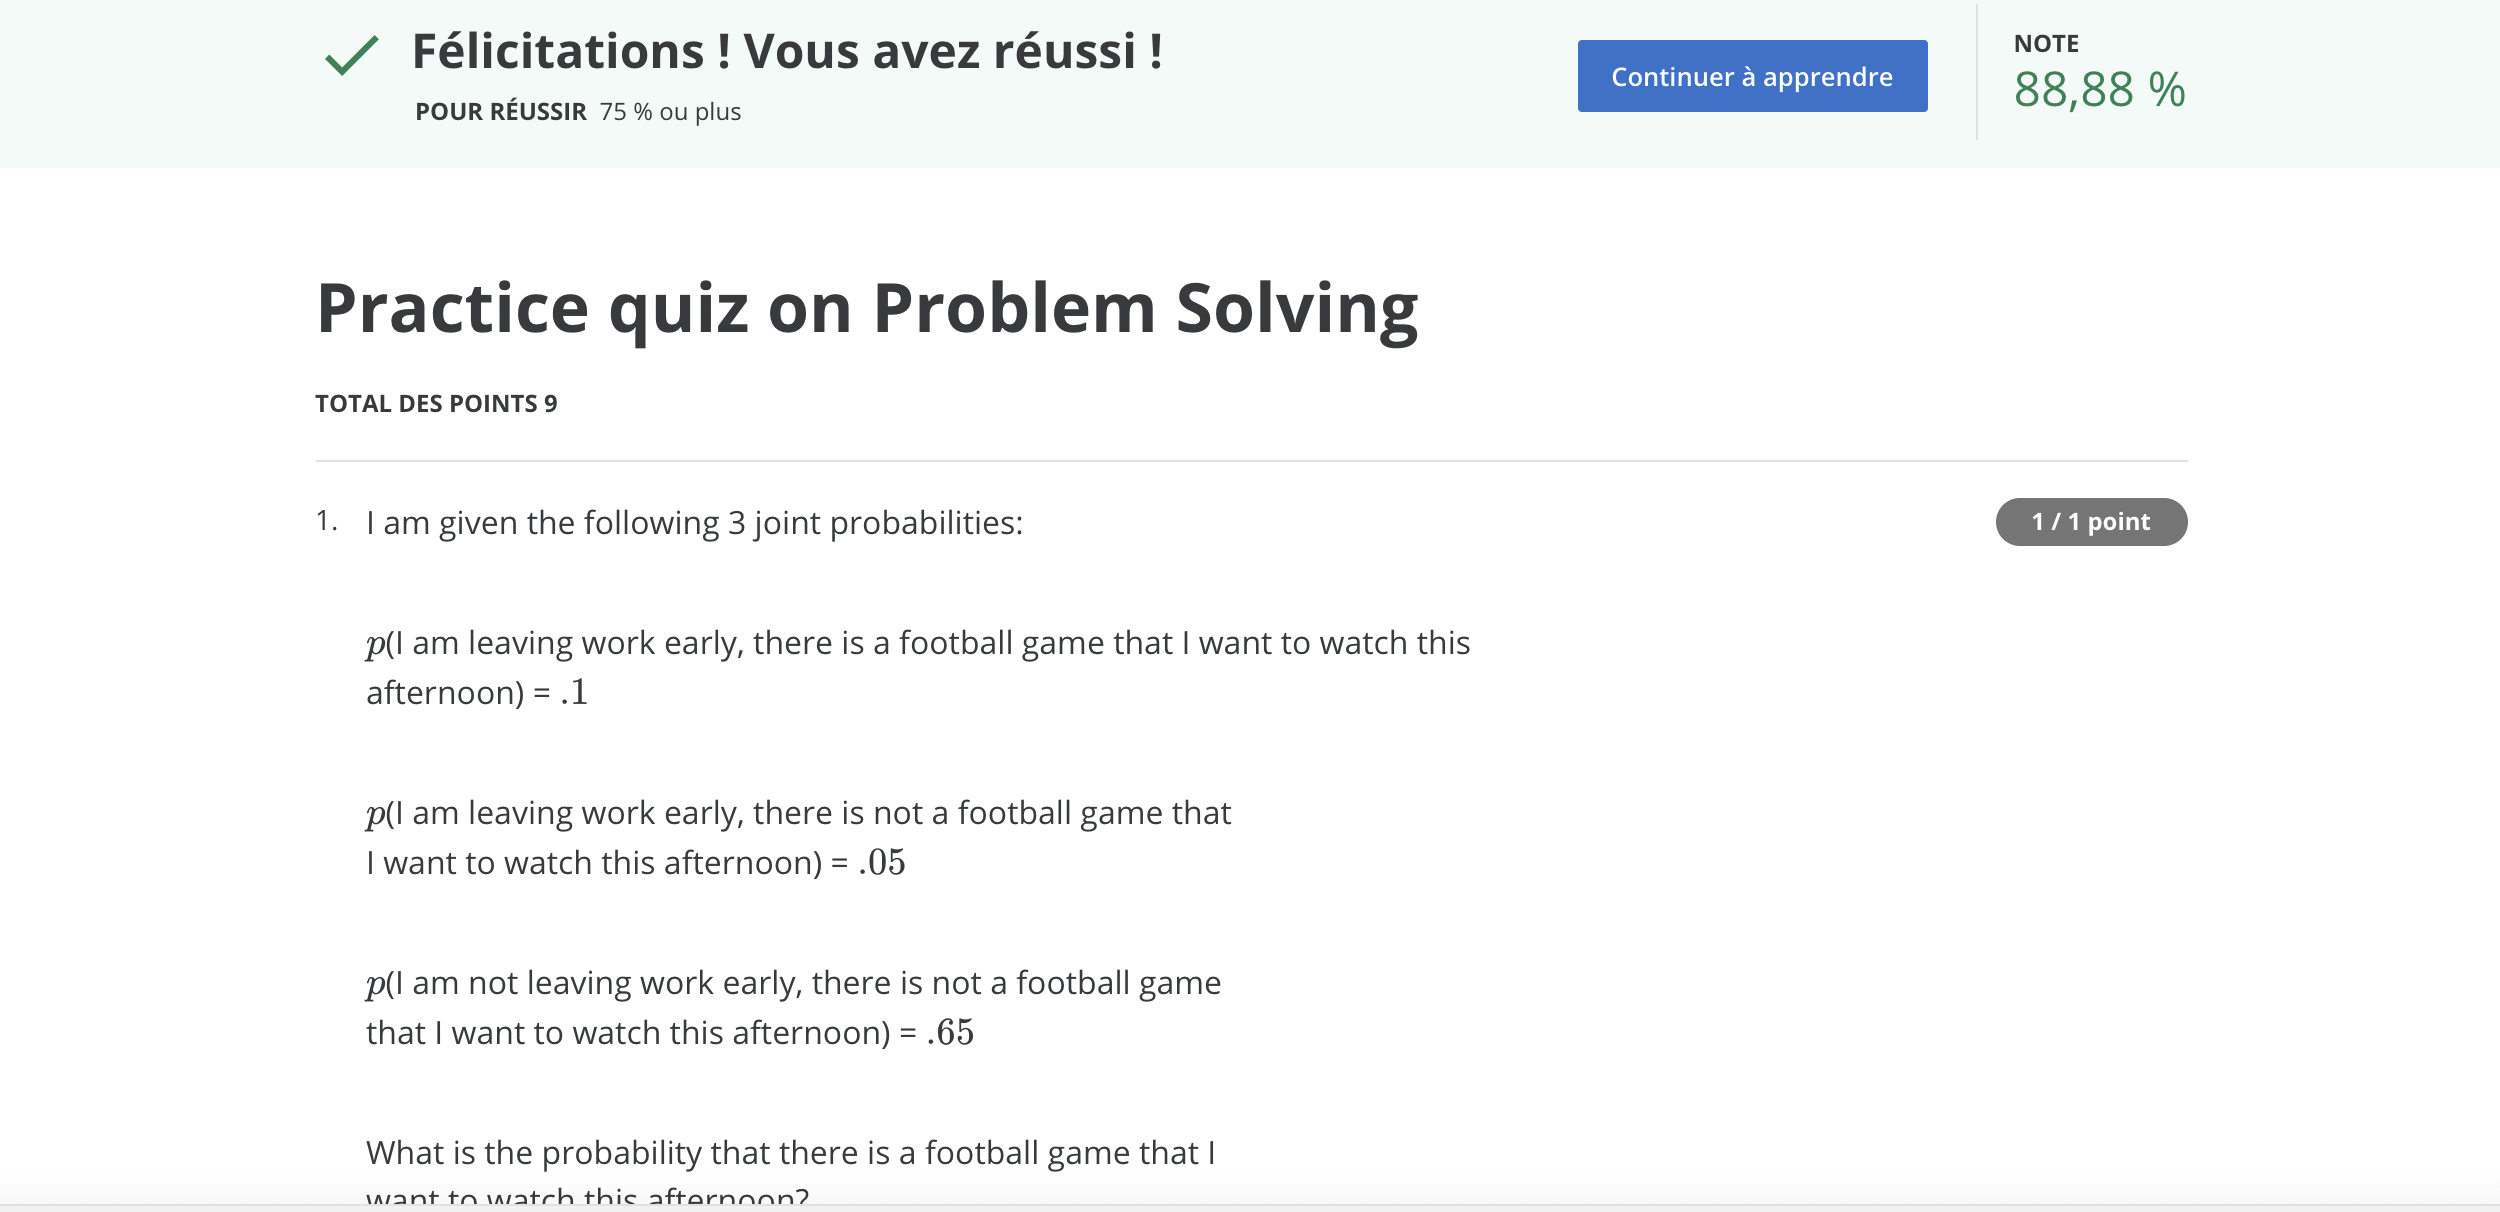 Félicitations ! Vous avez réussi !
POUR RÉUSSIR 75 % ou plus
Continuer à apprendre
NOTE
88,88 %
Practice quiz on Problem Solving
TOTAL DES POINTS 9
1. I am given the following 3 joint probabilities:
1 / 1 point
p(I am leaving work early, there is a football game that I want to watch this
afternoon) = .1
p(I am leaving work early, there is not a football game that
I want to watch this afternoon) = .05
p(I am not leaving work early, there is not a football game
that I want to watch this afternoon) = .65
What is the probability that there is a football game that I
want to watch this afternoon?